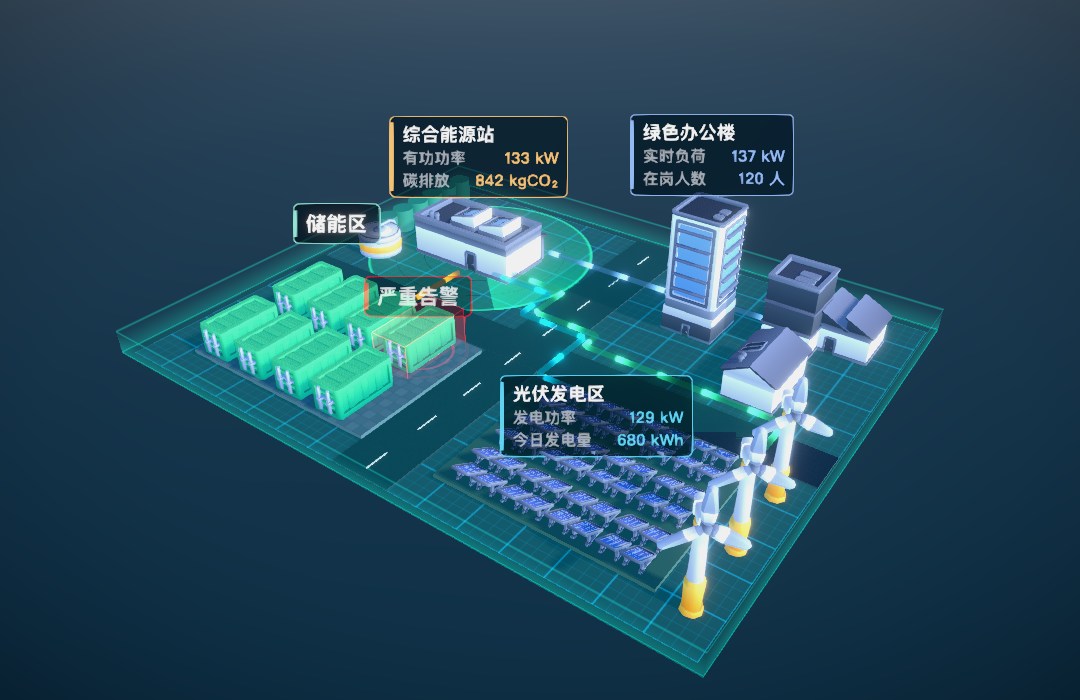 综合能源站
有功功率 133 kW
碳排放 842 kgCO₂
绿色办公楼
实时负荷 137 kW
在岗人数 120 人
储能区
严重告警
光伏发电区
发电功率 129 kW
今日发电量 680 kWh